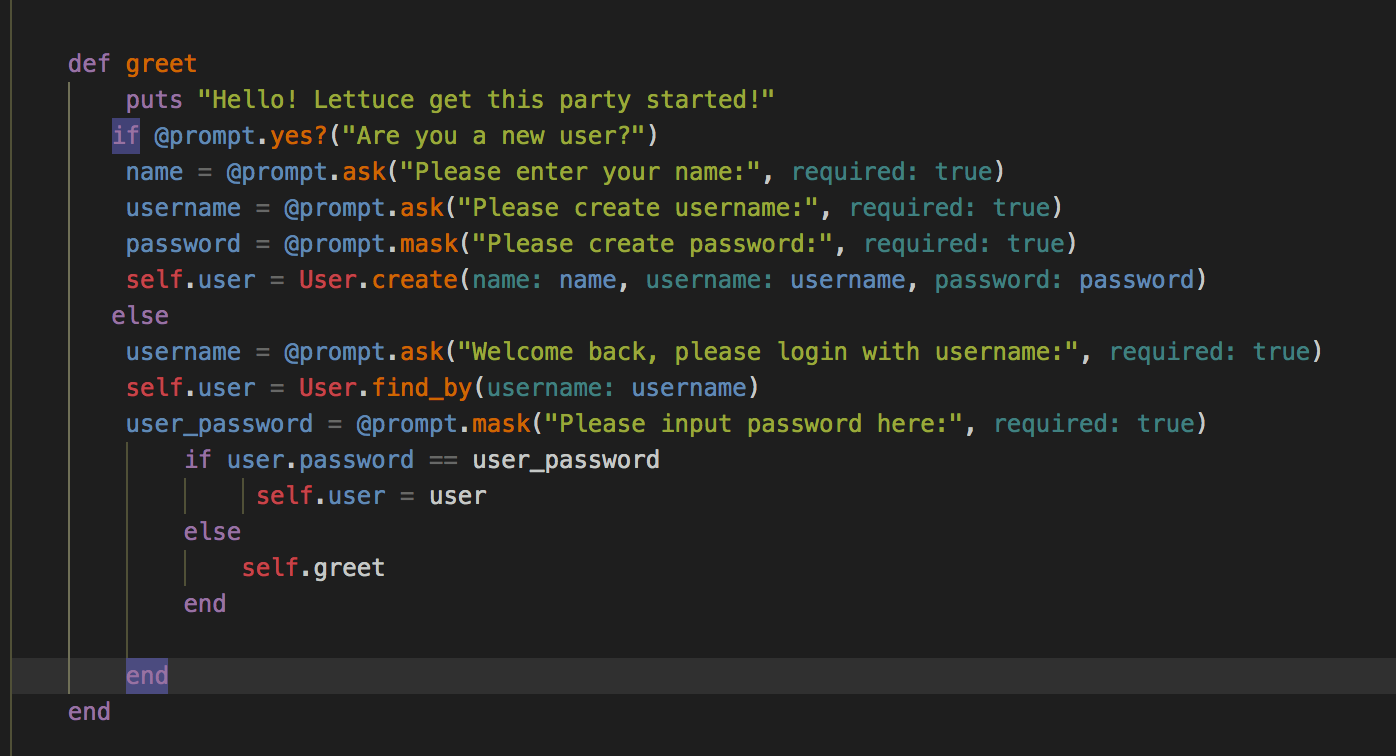 def greet
puts "Hello! Lettuce get this party started!"
if @prompt.yes?("Are you a new user?")
name = @prompt.ask("Please enter your name:", required: true)
username = @prompt.ask("Please create username:", required: true)
password = @prompt.mask("Please create password:", required: true)
self.user = User.create(name: name, username: username, password: password)
else
username = @prompt.ask("Welcome back, please login with username:", required: true)
self.user = User.find_by(username: username)
user_password = @prompt.mask("Please input password here:", required: true)
if user.password == user_password
self.user = user
else
self.greet
end
end
end